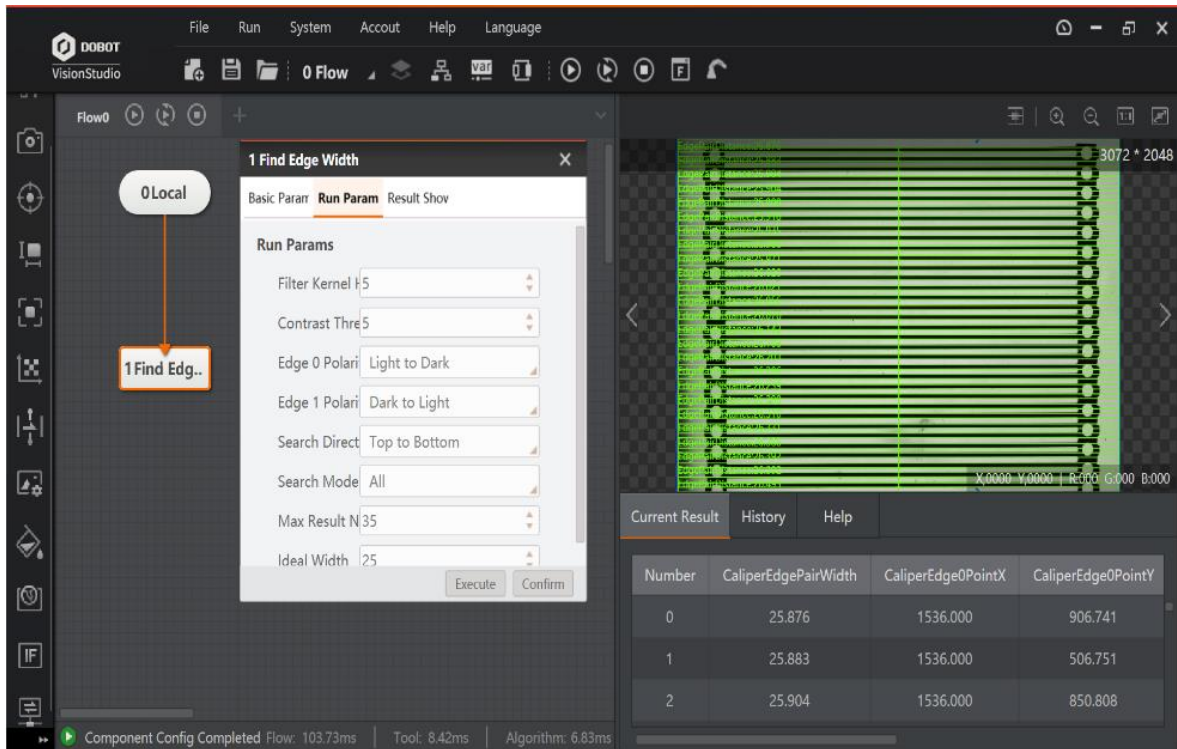 File Run System Accout Help Language
DOBOT
VisionStudio
0 Flow
var
F
Flow0
1:1
0 Local
1 Find Edg..
1 Find Edge Width
Basic Param Run Param Result Shov
Run Params
Filter Kernel H 5
Contrast Thre 5
Edge 0 Polari Light to Dark
Edge 1 Polari Dark to Light
Search Direct Top to Bottom
Search Mode All
Max Result N 35
Ideal Width 25
Execute Confirm
IF
Component Config Completed Flow: 103.73ms Tool: 8.42ms Algorithm: 6.83ms
3072 * 2048
X:0000 Y:0000 | R:000 G:000 B:000
Current Result History Help
Number CaliperEdgePairWidth CaliperEdge0PointX CaliperEdge0PointY
0 25.876 1536.000 906.741
1 25.883 1536.000 506.751
2 25.904 1536.000 850.808